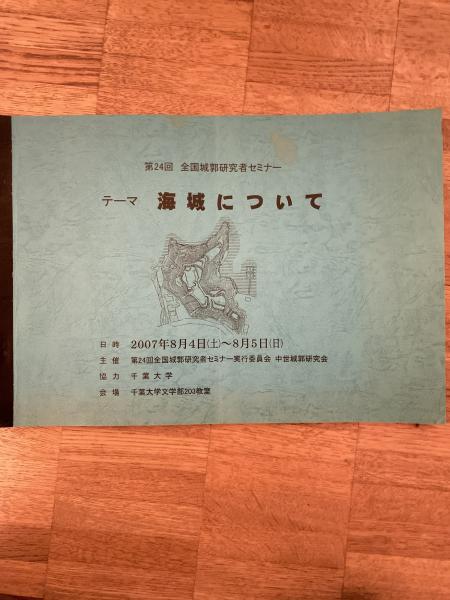 第24回 全国城郭研究者セミナー
テーマ 海城について
日時 2007年8月4日(土)～8月5日(日)
主催 第24回全国城郭研究者セミナー実行委員会 中世城郭研究会
協力 千葉大学
会場 千葉大学文学部203教室